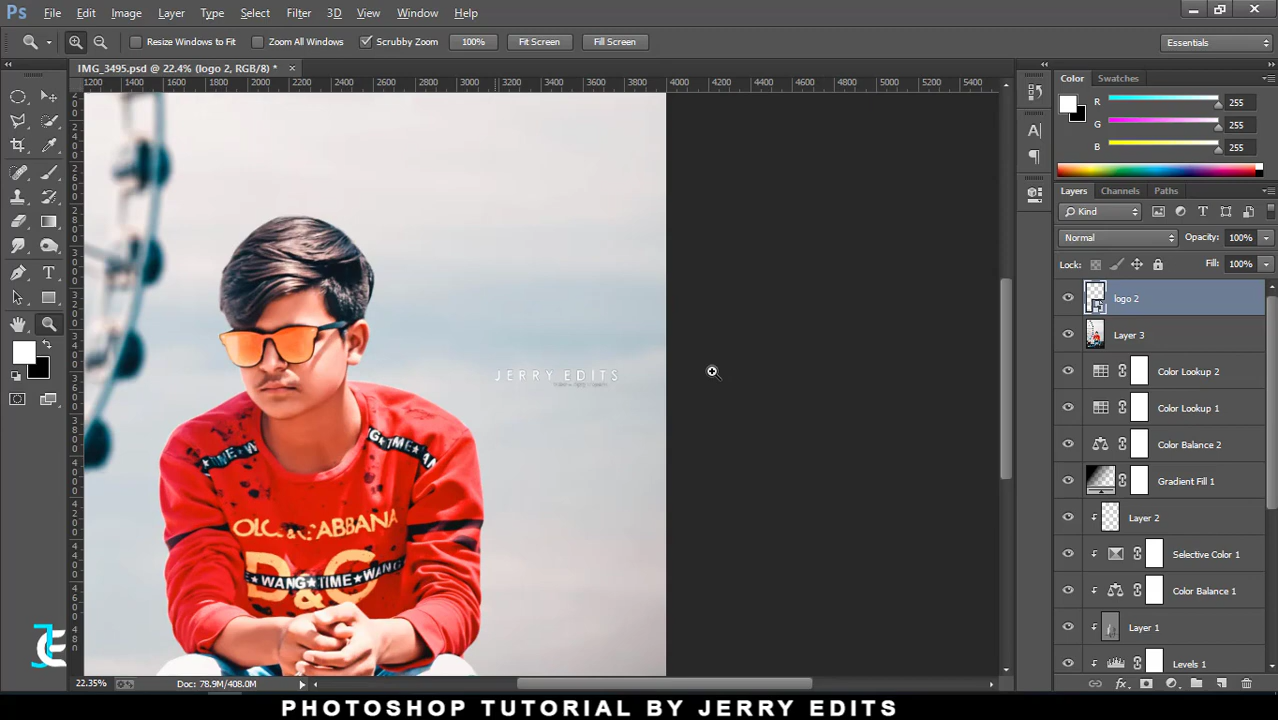 Ps File Edit Image Layer Type Select Filter 3D View Window Help
Resize Windows to Fit Zoom All Windows Scrubby Zoom 100% Fit Screen Fill Screen Essentials
IMG_3495.psd @ 22.4% (logo 2, RGB/8) * ×
1200 1400 1600 1800 2000 2200 2400 2600 2800 3000 3200 3400 3600 3800 4000 4200 4400 4600 4800 5000 5200 5400
Color Swatches
R 255
G 255
B 255
Layers Channels Paths
Kind
Normal Opacity: 100%
Lock: Fill: 100%
logo 2
Layer 3
Color Lookup 2
Color Lookup 1
Color Balance 2
Gradient Fill 1
Layer 2
Selective Color 1
Color Balance 1
Layer 1
Levels 1
JERRY EDITS
TIME
TIME
D&G
WANG★TIME★WANG
22.35% Doc: 78.9M/408.0M
PHOTOSHOP TUTORIAL BY JERRY EDITS